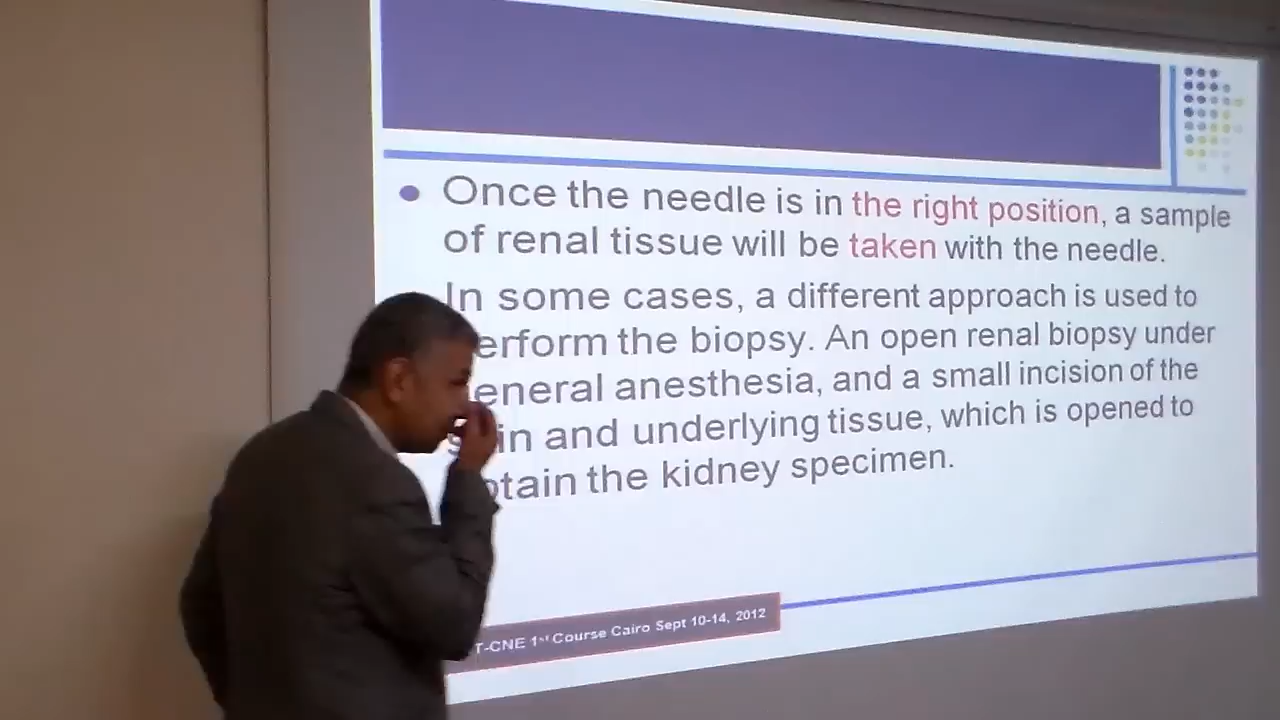 Once the needle is in the right position, a sample
of renal tissue will be taken with the needle.
In some cases, a different approach is used to
erform the biopsy. An open renal biopsy under
eneral anesthesia, and a small incision of the
in and underlying tissue, which is opened to
tain the kidney specimen.
T-CNE 1st Course Cairo Sept 10-14, 2012